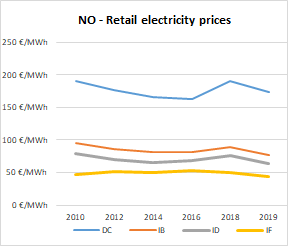 NO - Retail electricity prices
250 €/MWh
200 €/MWh
150 €/MWh
100 €/MWh
50 €/MWh
0 €/MWh
2010 2012 2014 2016 2018 2019
DC IB ID IF